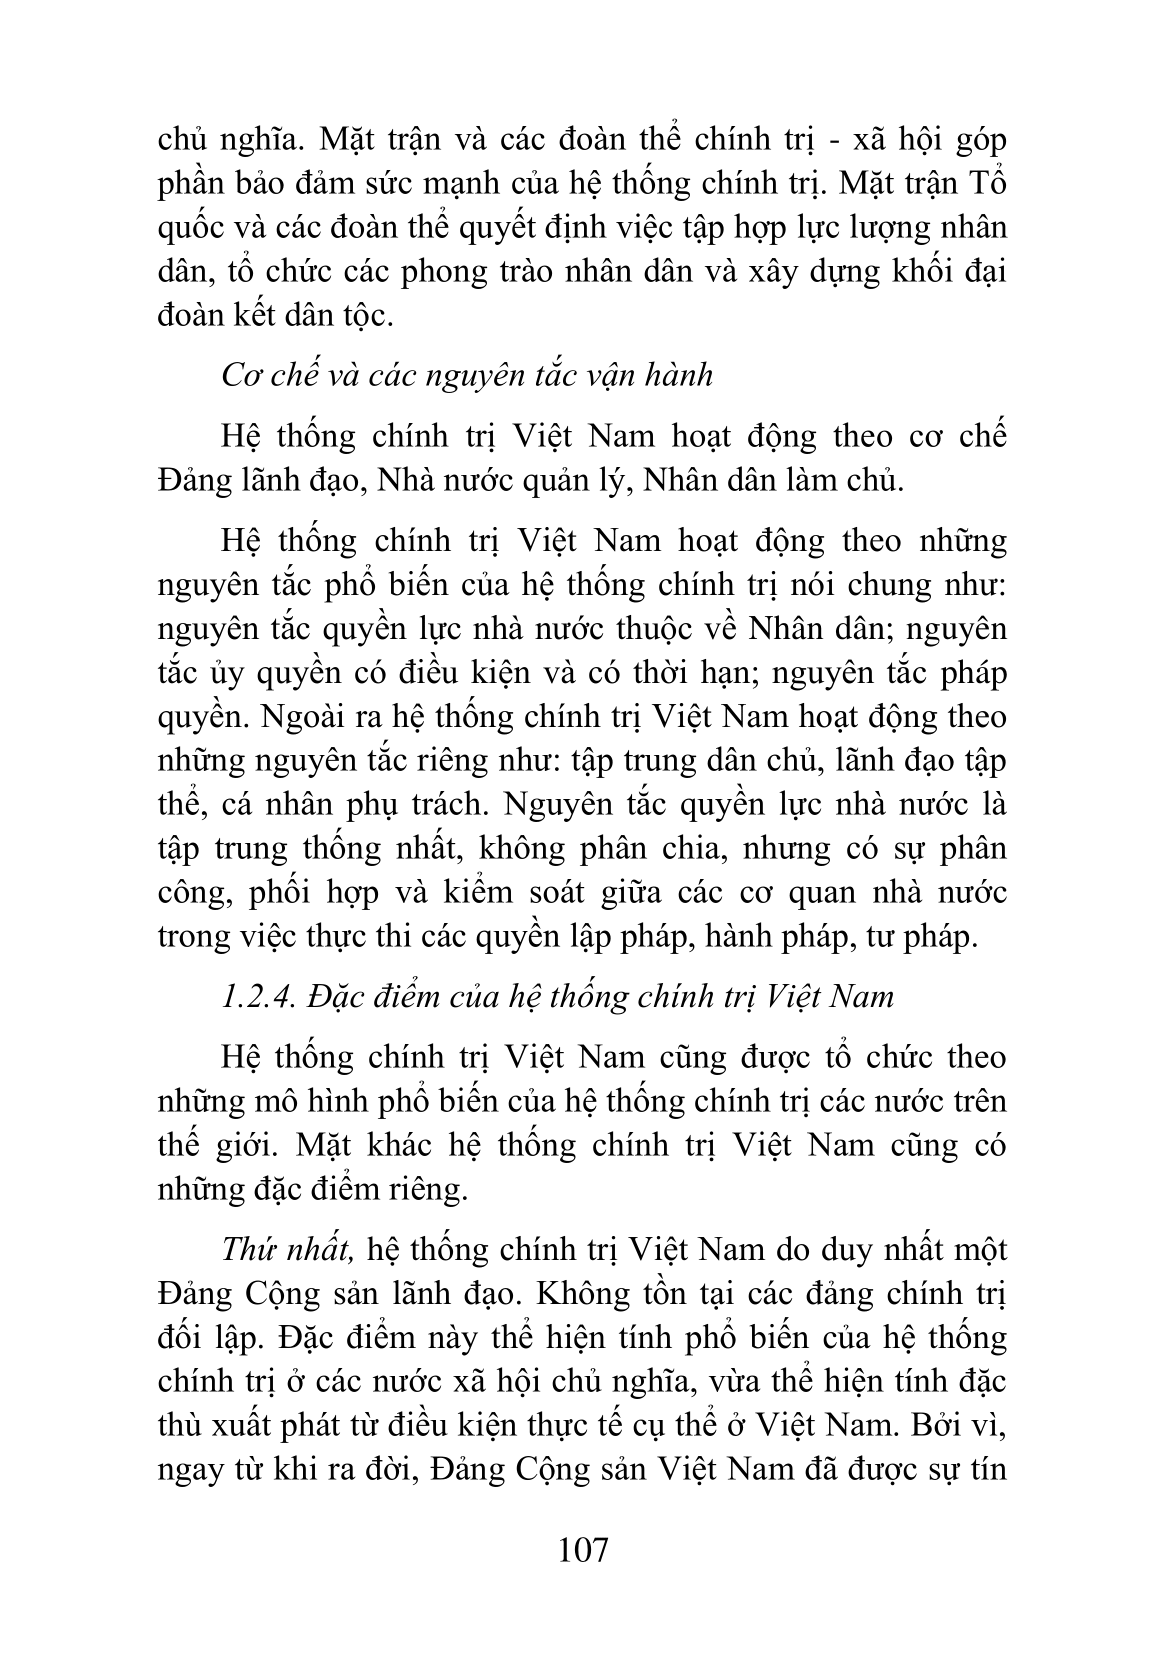 chủ nghĩa. Mặt trận và các đoàn thể chính trị - xã hội góp
phần bảo đảm sức mạnh của hệ thống chính trị. Mặt trận Tổ
quốc và các đoàn thể quyết định việc tập hợp lực lượng nhân
dân, tổ chức các phong trào nhân dân và xây dựng khối đại
đoàn kết dân tộc.
Cơ chế và các nguyên tắc vận hành
Hệ thống chính trị Việt Nam hoạt động theo cơ chế
Đảng lãnh đạo, Nhà nước quản lý, Nhân dân làm chủ.
Hệ thống chính trị Việt Nam hoạt động theo những
nguyên tắc phổ biến của hệ thống chính trị nói chung như:
nguyên tắc quyền lực nhà nước thuộc về Nhân dân; nguyên
tắc ủy quyền có điều kiện và có thời hạn; nguyên tắc pháp
quyền. Ngoài ra hệ thống chính trị Việt Nam hoạt động theo
những nguyên tắc riêng như: tập trung dân chủ, lãnh đạo tập
thể, cá nhân phụ trách. Nguyên tắc quyền lực nhà nước là
tập trung thống nhất, không phân chia, nhưng có sự phân
công, phối hợp và kiểm soát giữa các cơ quan nhà nước
trong việc thực thi các quyền lập pháp, hành pháp, tư pháp.
1.2.4. Đặc điểm của hệ thống chính trị Việt Nam
Hệ thống chính trị Việt Nam cũng được tổ chức theo
những mô hình phổ biến của hệ thống chính trị các nước trên
thế giới. Mặt khác hệ thống chính trị Việt Nam cũng có
những đặc điểm riêng.
Thứ nhất, hệ thống chính trị Việt Nam do duy nhất một
Đảng Cộng sản lãnh đạo. Không tồn tại các đảng chính trị
đối lập. Đặc điểm này thể hiện tính phổ biến của hệ thống
chính trị ở các nước xã hội chủ nghĩa, vừa thể hiện tính đặc
thù xuất phát từ điều kiện thực tế cụ thể ở Việt Nam. Bởi vì,
ngay từ khi ra đời, Đảng Cộng sản Việt Nam đã được sự tín
107